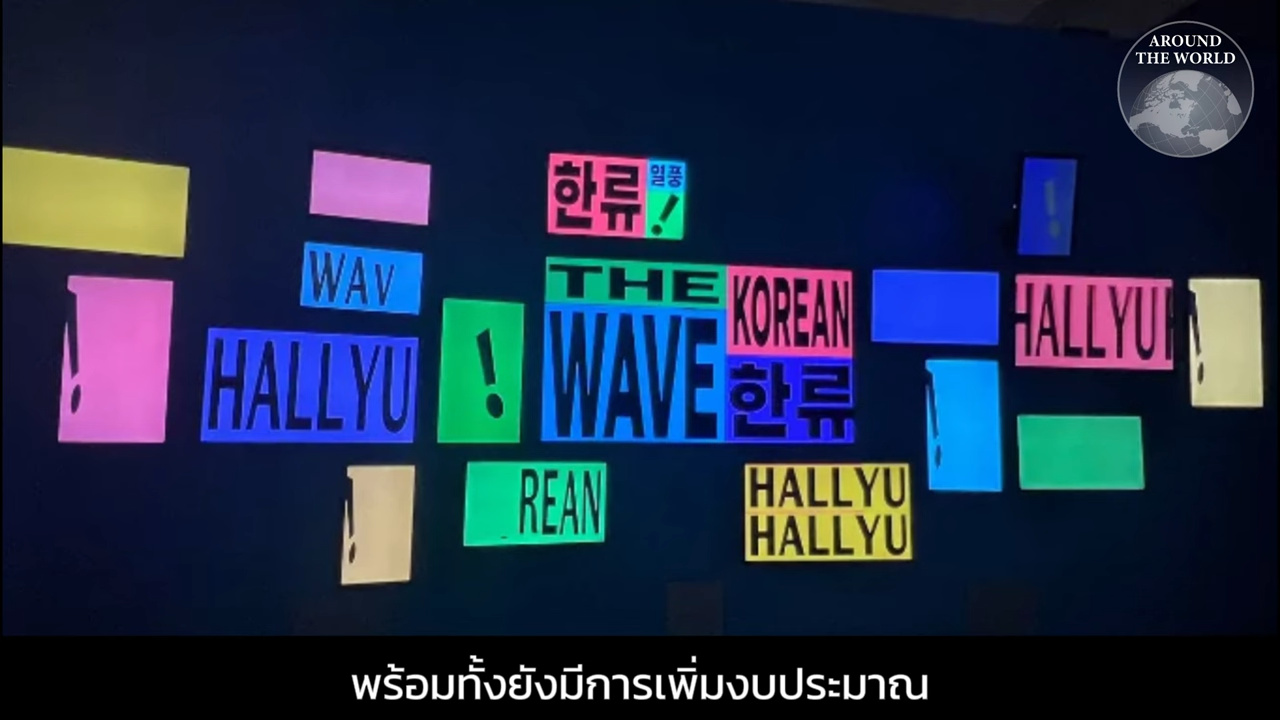 AROUND
THE WORLD
한류
일풍
!
!
WAV
THE
KOREAN
HALLYU
!
HALLYU
!
WAVE
한류
!
!
!
REAN
HALLYU
HALLYU
พร้อมทั้งยังมีการเพิ่มงบประมาณ